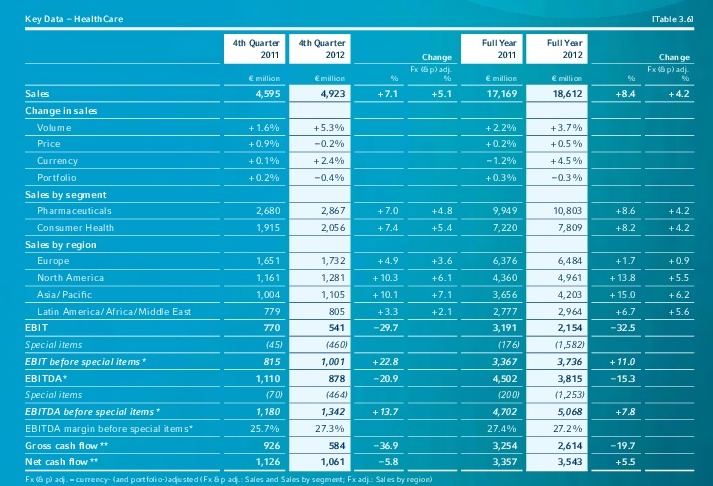 Key Data – HealthCare [Table 3.6]
4th Quarter 2011 4th Quarter 2012 Change Full Year 2011 Full Year 2012 Change
€ million € million % Fx (& p) adj. % € million € million % Fx (& p) adj. %
Sales 4,595 4,923 +7.1 +5.1 17,169 18,612 +8.4 +4.2
Change in sales
Volume +1.6% +5.3% +2.2% +3.7%
Price +0.9% −0.2% +0.2% +0.5%
Currency +0.1% +2.4% −1.2% +4.5%
Portfolio +0.2% −0.4% +0.3% −0.3%
Sales by segment
Pharmaceuticals 2,680 2,867 +7.0 +4.8 9,949 10,803 +8.6 +4.2
Consumer Health 1,915 2,056 +7.4 +5.4 7,220 7,809 +8.2 +4.2
Sales by region
Europe 1,651 1,732 +4.9 +3.6 6,376 6,484 +1.7 +0.9
North America 1,161 1,281 +10.3 +6.1 4,360 4,961 +13.8 +5.5
Asia/Pacific 1,004 1,105 +10.1 +7.1 3,656 4,203 +15.0 +6.2
Latin America/Africa/Middle East 779 805 +3.3 +2.1 2,777 2,964 +6.7 +5.6
EBIT 770 541 −29.7 3,191 2,154 −32.5
Special items (45) (460) (176) (1,582)
EBIT before special items* 815 1,001 +22.8 3,367 3,736 +11.0
EBITDA* 1,110 878 −20.9 4,502 3,815 −15.3
Special items (70) (464) (200) (1,253)
EBITDA before special items* 1,180 1,342 +13.7 4,702 5,068 +7.8
EBITDA margin before special items* 25.7% 27.3% 27.4% 27.2%
Gross cash flow** 926 584 −36.9 3,254 2,614 −19.7
Net cash flow** 1,126 1,061 −5.8 3,357 3,543 +5.5
Fx (& p) adj. = currency- (and portfolio-)adjusted (Fx & p adj.: Sales and Sales by segment; Fx adj.: Sales by region)